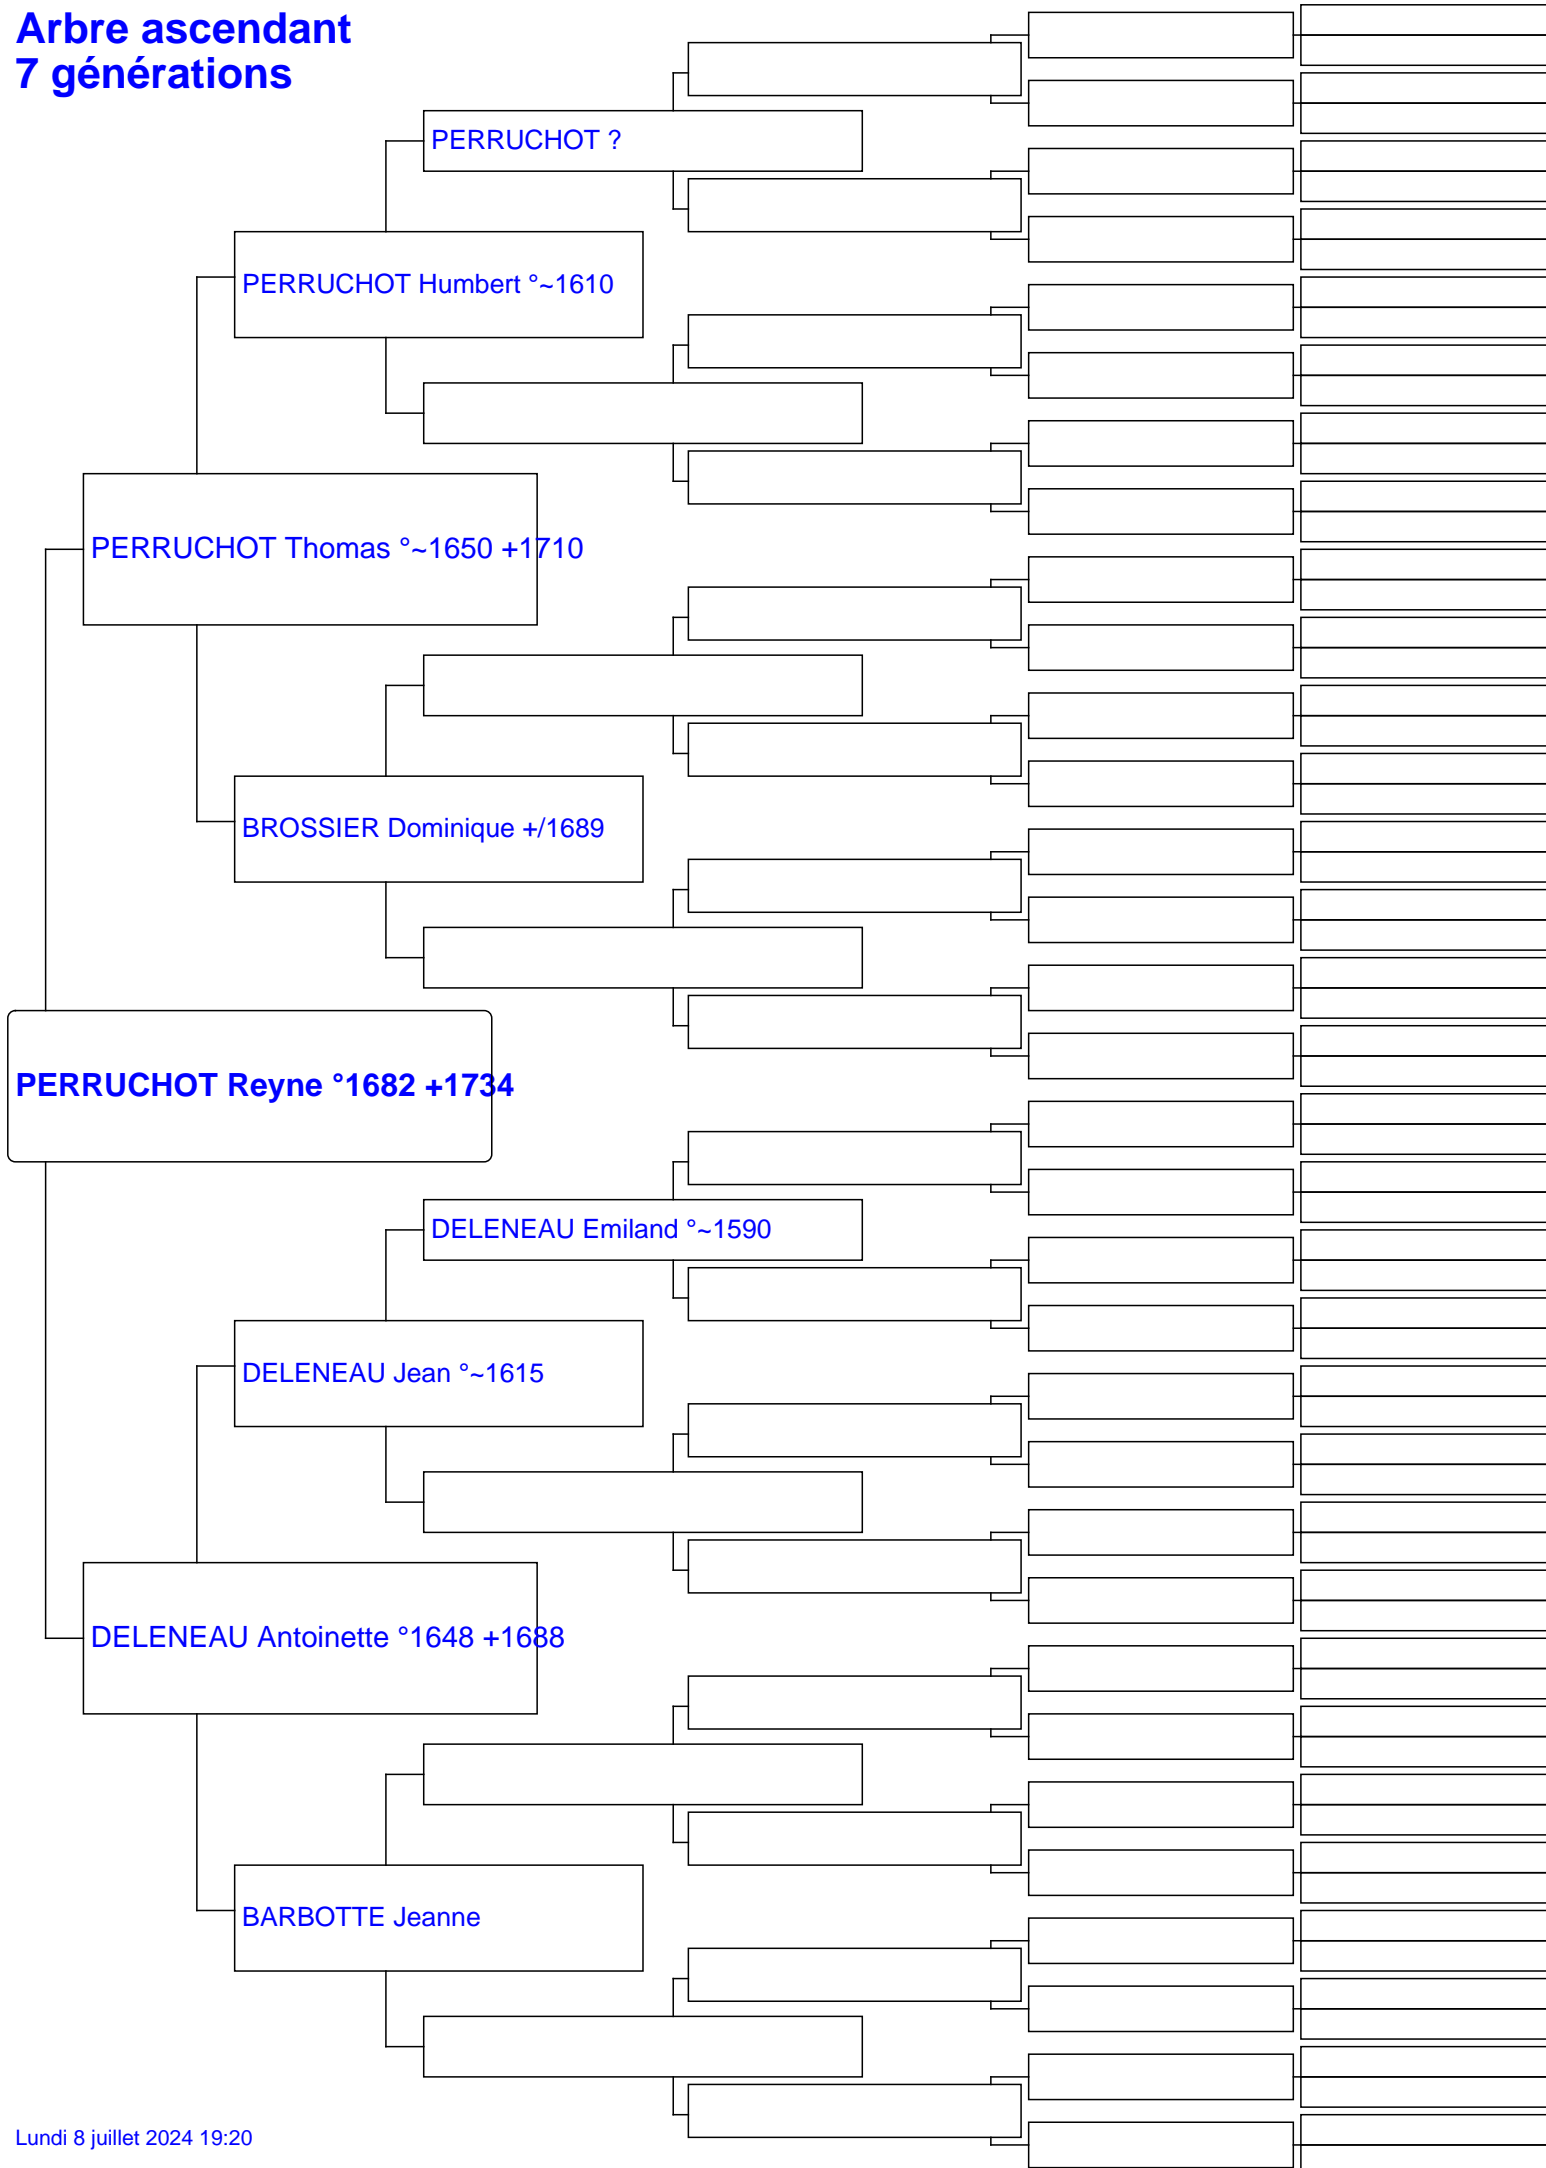 Arbre ascendant
7 générations
PERRUCHOT ?
PERRUCHOT Humbert °~1610
PERRUCHOT Thomas °~1650 +1710
BROSSIER Dominique +/1689
PERRUCHOT Reyne °1682 +1734
DELENEAU Emiland °~1590
DELENEAU Jean °~1615
DELENEAU Antoinette °1648 +1688
BARBOTTE Jeanne
Lundi 8 juillet 2024 19:20